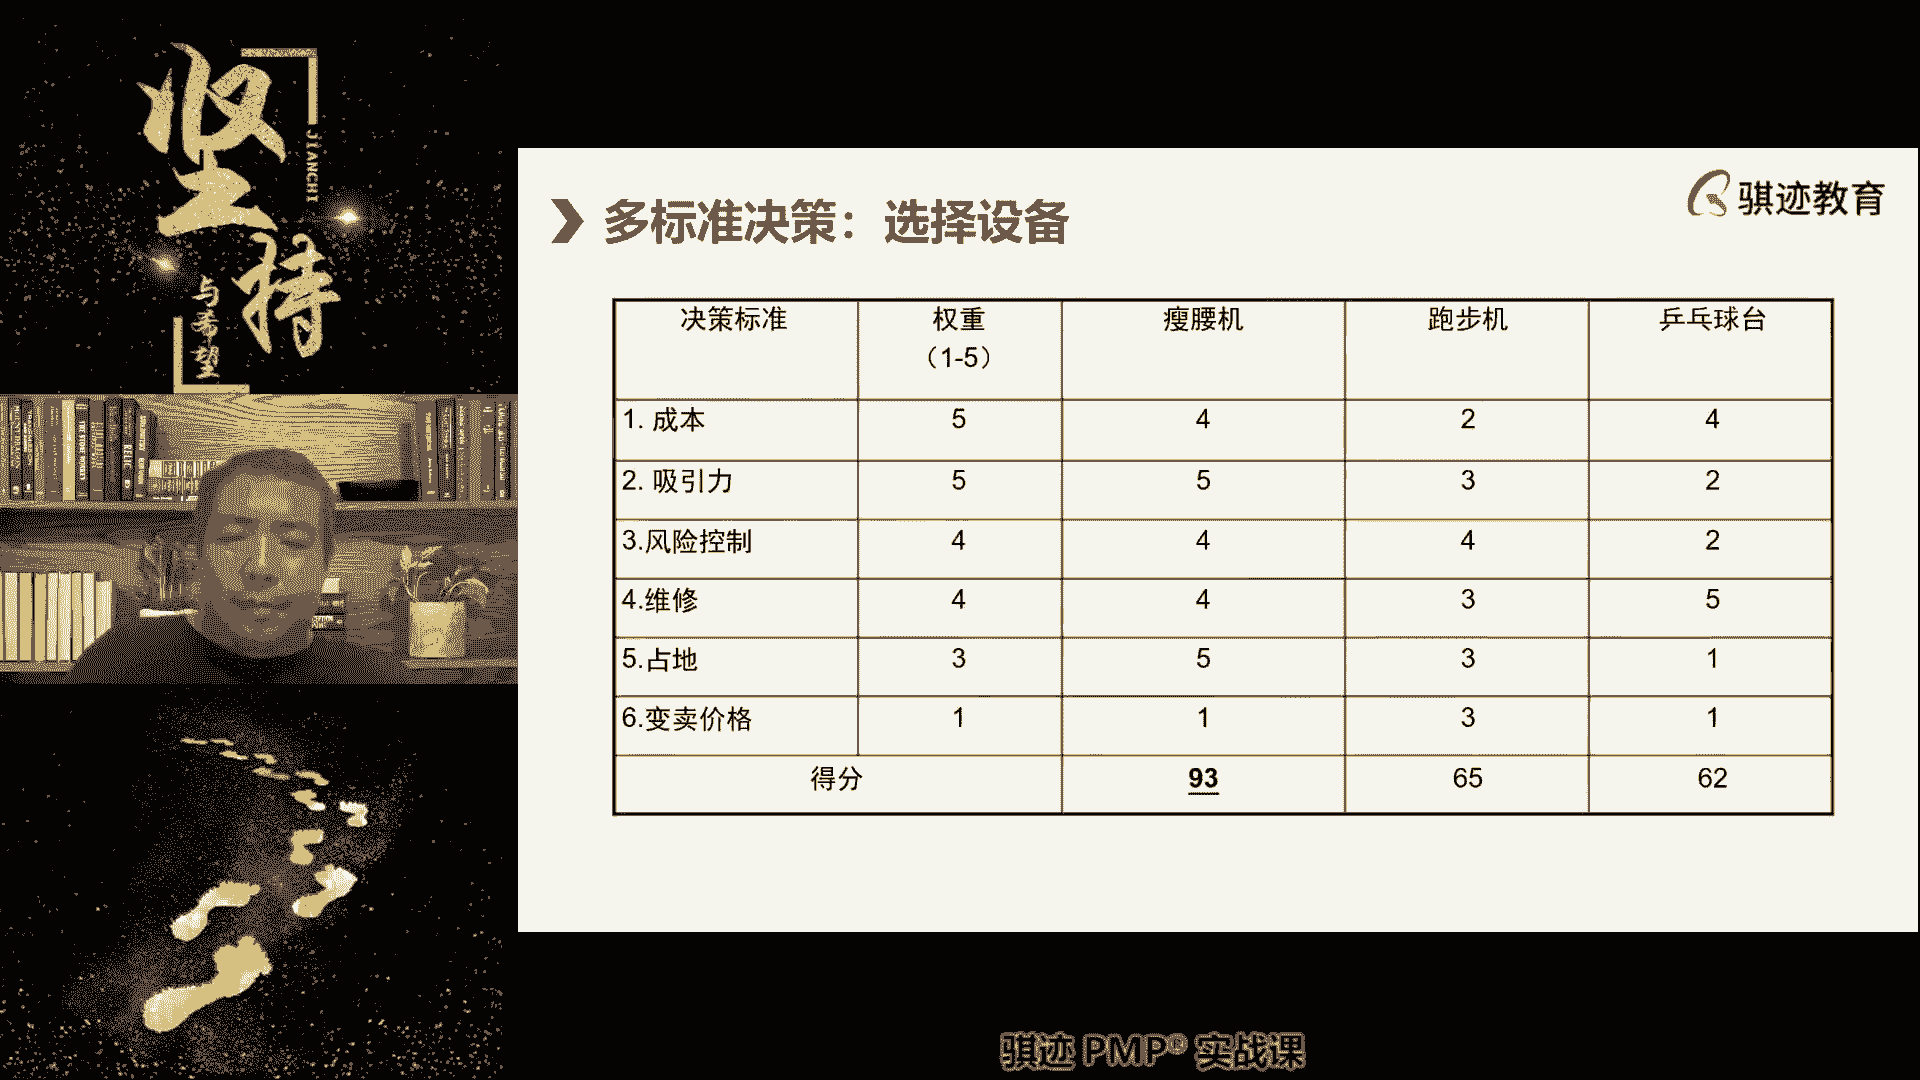 坚持
JIANCHI
与希望
骐迹教育
多标准决策：选择设备
决策标准 权重 瘦腰机 跑步机 乒乓球台
（1-5）
1. 成本 5 4 2 4
2. 吸引力 5 5 3 2
3.风险控制 4 4 4 2
4.维修 4 4 3 5
5.占地 3 5 3 1
6.变卖价格 1 1 3 1
得分 93 65 62
骐迹 PMP® 实战课